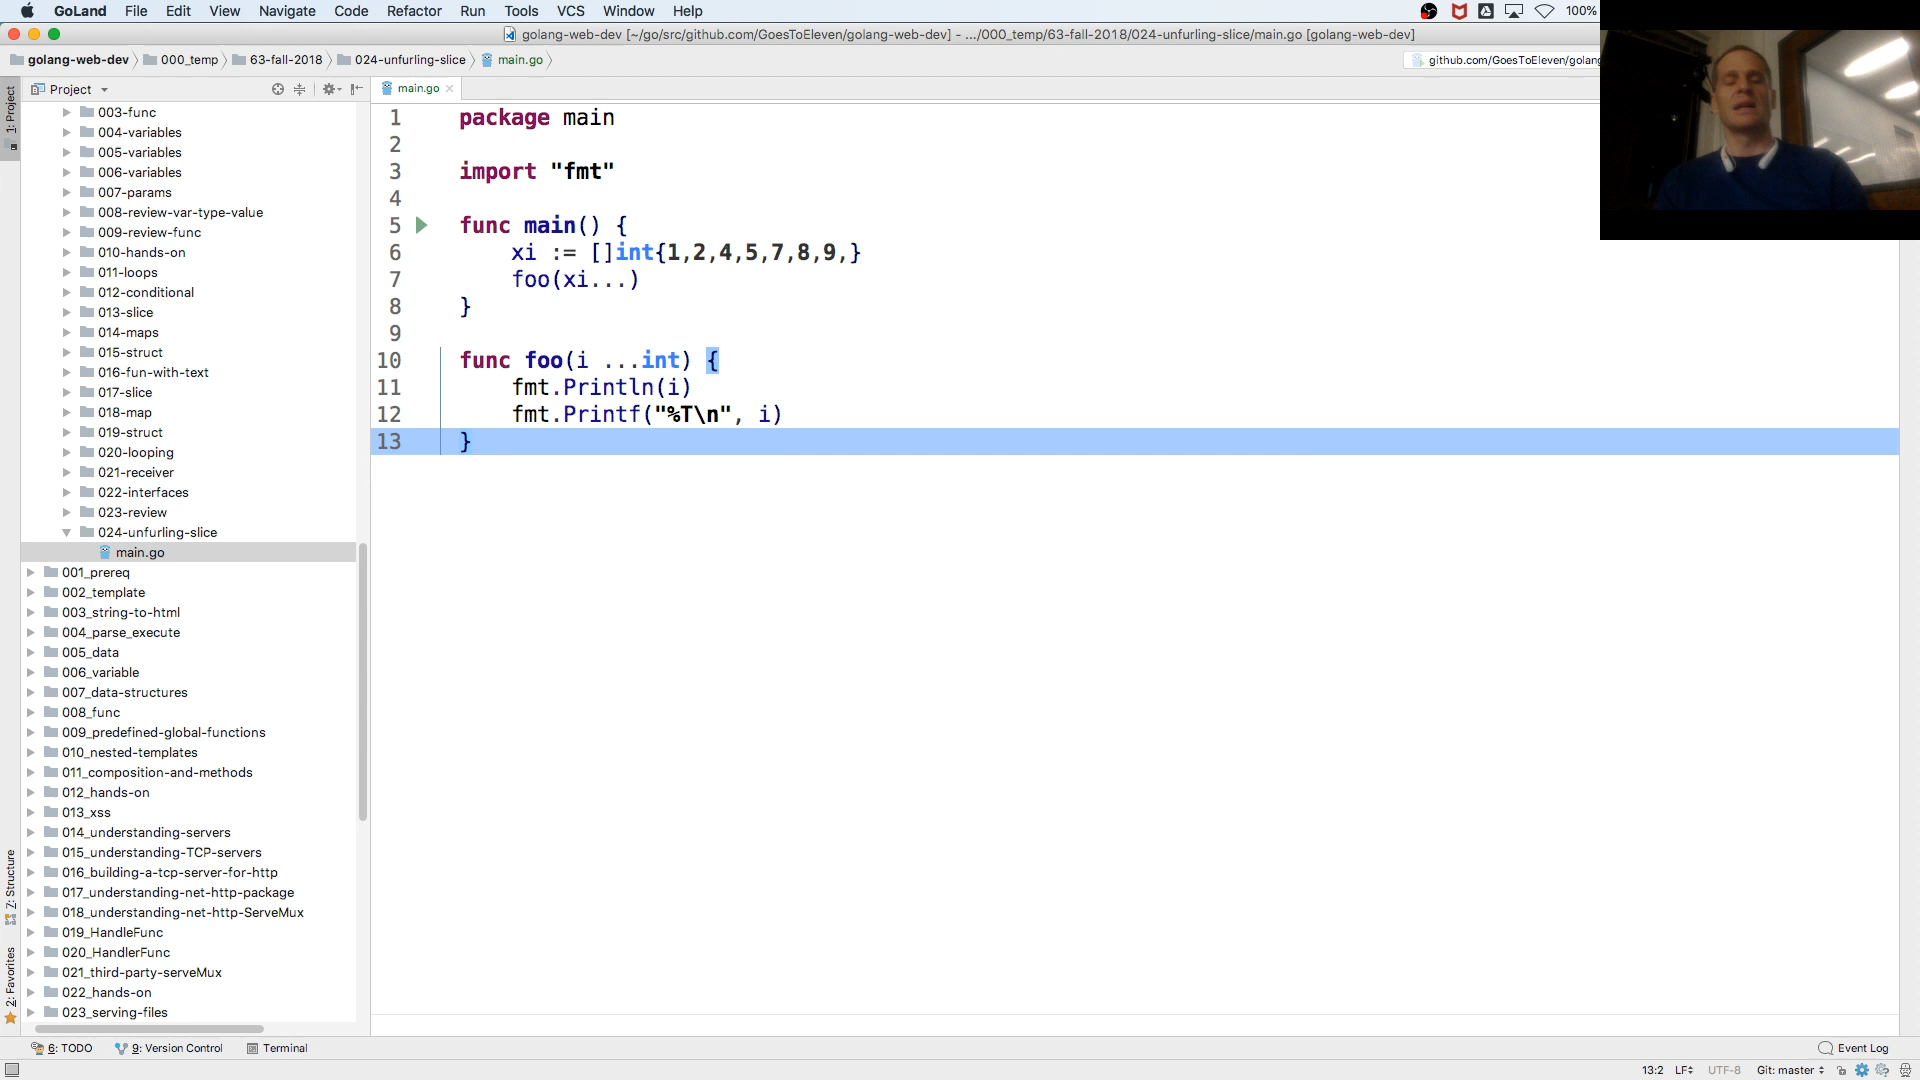 GoLand File Edit View Navigate Code Refactor Run Tools VCS Window Help 100%
golang-web-dev [~/go/src/github.com/GoesToEleven/golang-web-dev] - .../000_temp/63-fall-2018/024-unfurling-slice/main.go [golang-web-dev]
golang-web-dev 000_temp 63-fall-2018 024-unfurling-slice main.go github.com/GoesToEleven/golang
1: Project
Project
main.go
003-func
004-variables
005-variables
006-variables
007-params
008-review-var-type-value
009-review-func
010-hands-on
011-loops
012-conditional
013-slice
014-maps
015-struct
016-fun-with-text
017-slice
018-map
019-struct
020-looping
021-receiver
022-interfaces
023-review
024-unfurling-slice
main.go
001_prereq
002_template
003_string-to-html
004_parse_execute
005_data
006_variable
007_data-structures
008_func
009_predefined-global-functions
010_nested-templates
011_composition-and-methods
012_hands-on
013_xss
014_understanding-servers
015_understanding-TCP-servers
016_building-a-tcp-server-for-http
017_understanding-net-http-package
018_understanding-net-http-ServeMux
019_HandleFunc
020_HandlerFunc
021_third-party-serveMux
022_hands-on
023_serving-files
Z: Structure
2: Favorites
1 package main
2
3 import "fmt"
4
5 func main() {
6 xi := []int{1,2,4,5,7,8,9,}
7 foo(xi...)
8 }
9
10 func foo(i ...int) {
11 fmt.Println(i)
12 fmt.Printf("%T\n", i)
13 }
6: TODO 9: Version Control Terminal Event Log
13:2 LF UTF-8 Git: master